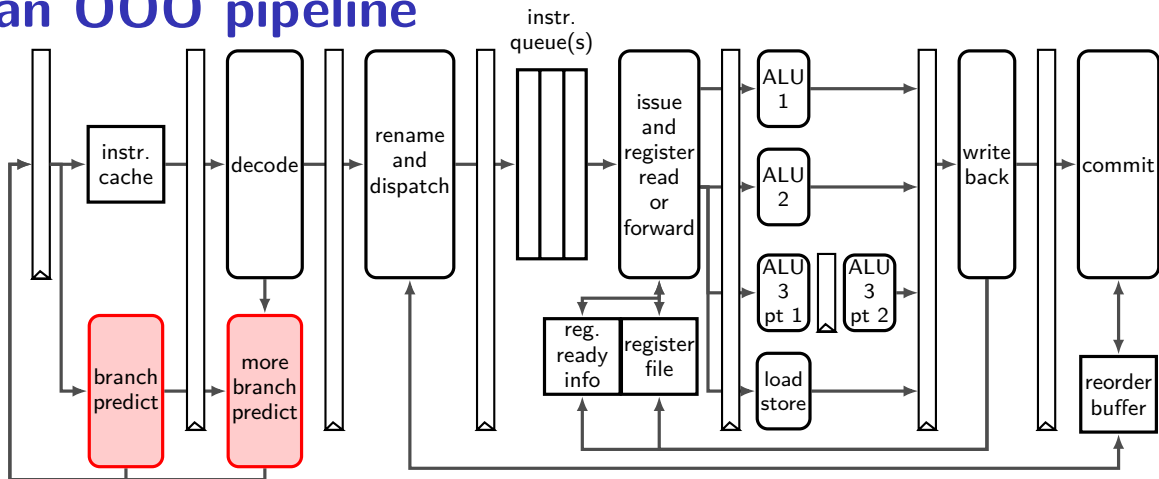 an OOO pipeline
instr.
queue(s)
instr.
cache
decode
rename
and
dispatch
issue
and
register
read
or
forward
ALU
1
ALU
2
ALU
3
pt 1
ALU
3
pt 2
load
store
write
back
commit
branch
predict
more
branch
predict
reg.
ready
info
register
file
reorder
buffer